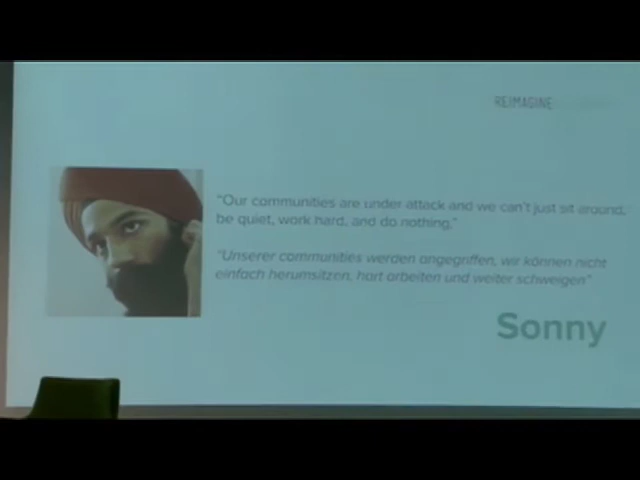 REIMAGINE
"Our communities are under attack and we can't just sit around,
be quiet, work hard, and do nothing."
"Unserer communities werden angegriffen, wir können nicht
einfach herumsitzen, hart arbeiten und weiter schweigen"
Sonny